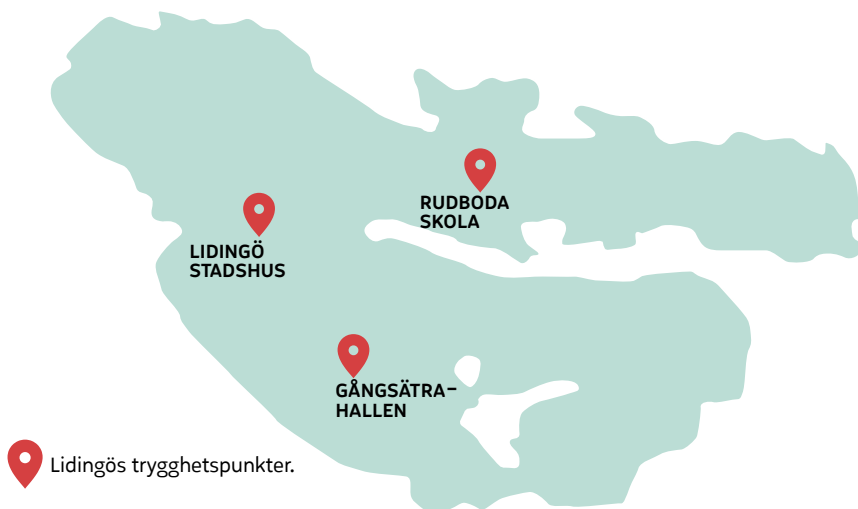 RUDBODA
SKOLA
LIDINGÖ
STADSHUS
GÅNGSÄTRA–
HALLEN
Lidingös trygghetspunkter.